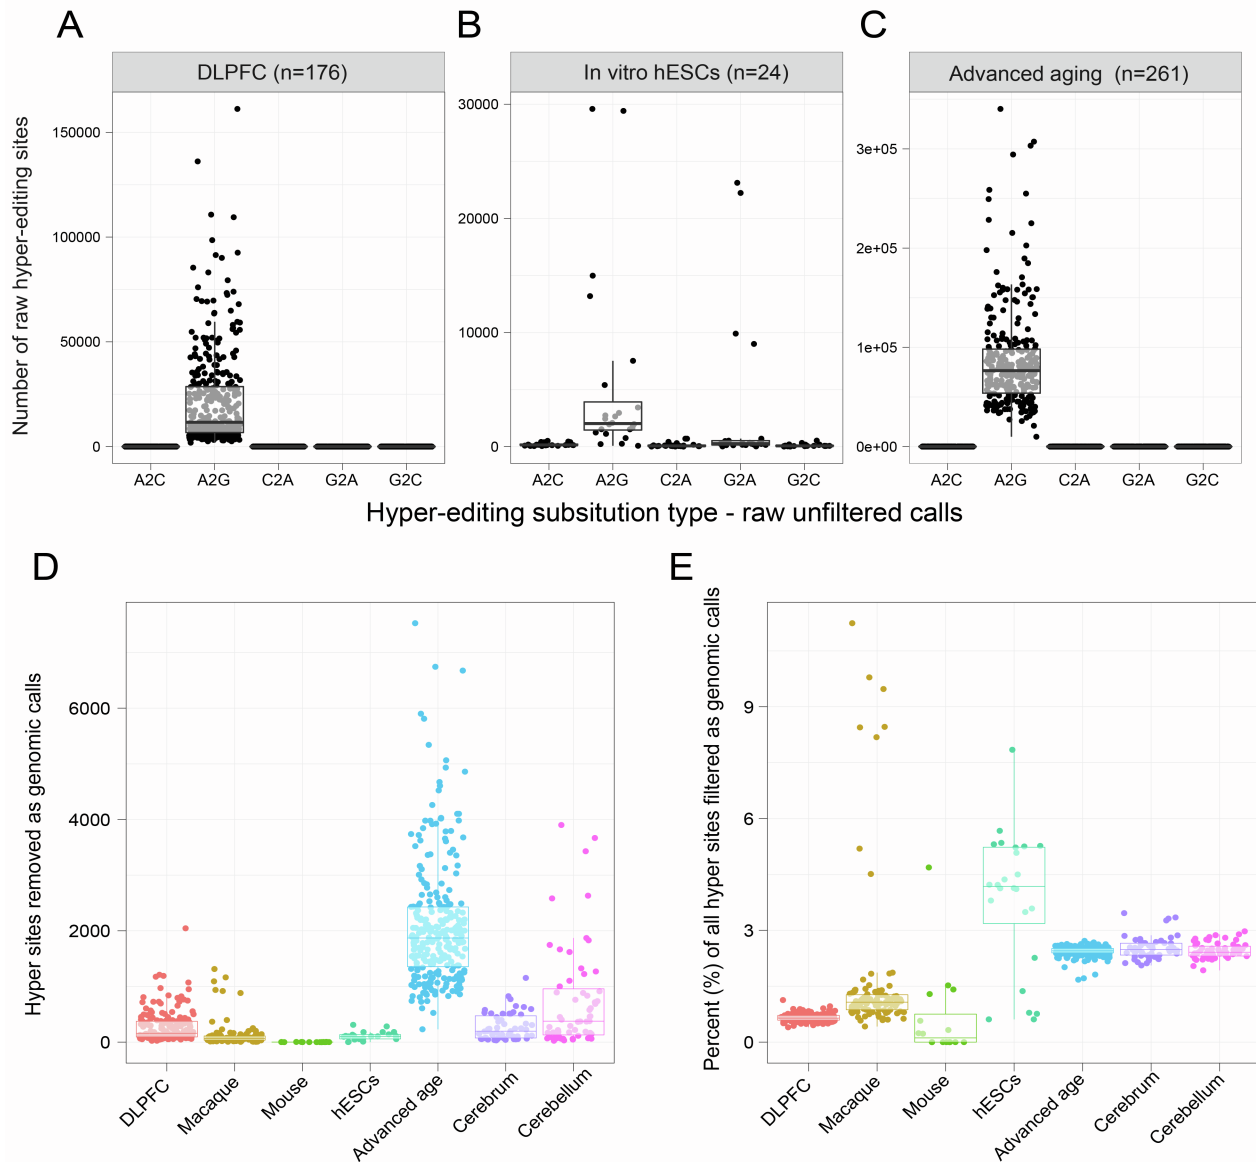 A
B
C
DLPFC (n=176)
In vitro hESCs (n=24)
Advanced aging (n=261)
Number of raw hyper-editing sites
150000
100000
50000
0
30000
20000
10000
0
3e+05
2e+05
1e+05
0e+00
A2C A2G C2A G2A G2C
A2C A2G C2A G2A G2C
A2C A2G C2A G2A G2C
Hyper-editing subsitution type - raw unfiltered calls
D
E
Hyper sites removed as genomic calls
6000
4000
2000
0
DLPFC
Macaque
Mouse
hESCs
Advanced age
Cerebrum
Cerebellum
Percent (%) of all hyper sites filtered as genomic calls
9
6
3
0
DLPFC
Macaque
Mouse
hESCs
Advanced age
Cerebrum
Cerebellum